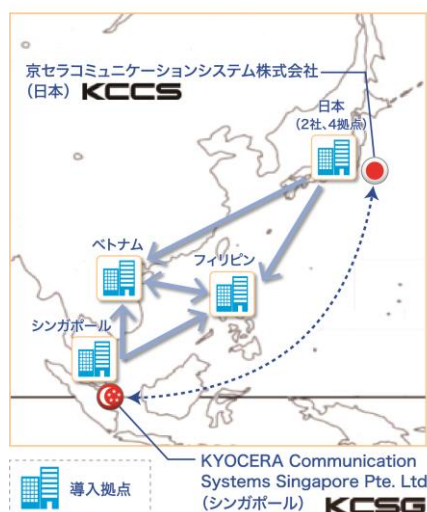 京セラコミュニケーションシステム株式会社
(日本) KCCS
日本
(2社、4拠点)
ベトナム
フィリピン
シンガポール
KYOCERA Communication
Systems Singapore Pte. Ltd
(シンガポール) KCSG
導入拠点